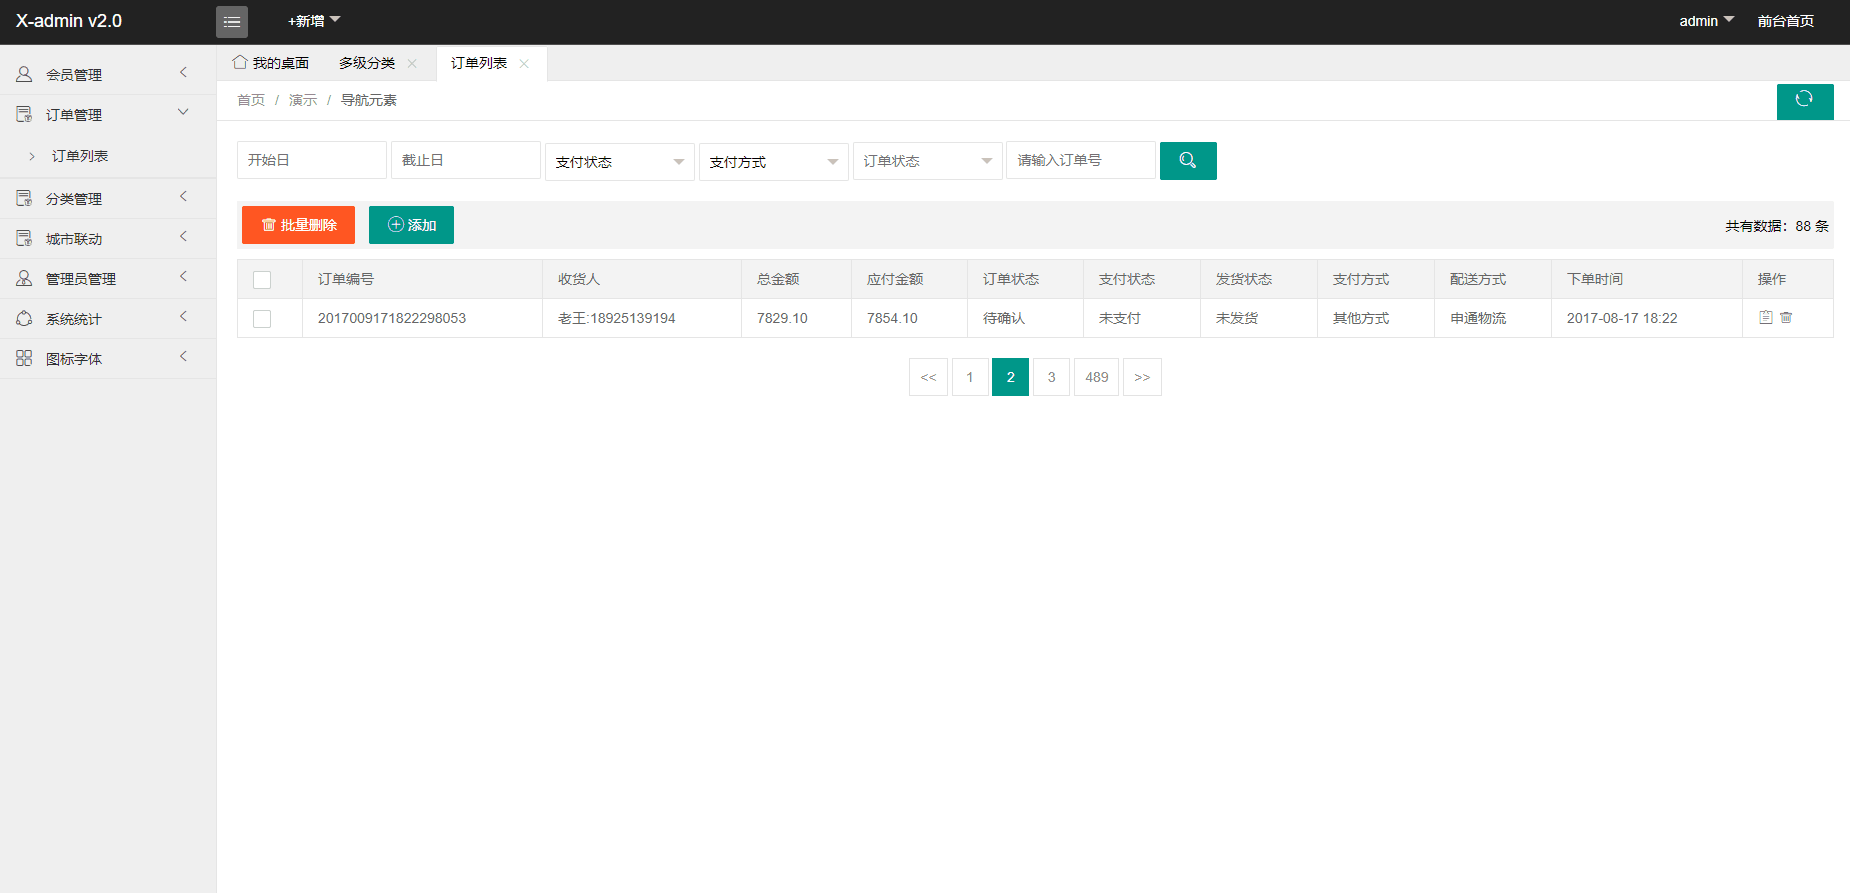 X-admin v2.0
+新增
admin
前台首页
会员管理
订单管理
订单列表
分类管理
城市联动
管理员管理
系统统计
图标字体
我的桌面
多级分类
订单列表
首页 / 演示 / 导航元素
开始日
截止日
支付状态
支付方式
订单状态
请输入订单号
批量删除
添加
共有数据：88 条
订单编号 收货人 总金额 应付金额 订单状态 支付状态 发货状态 支付方式 配送方式 下单时间 操作
2017009171822298053 老王:18925139194 7829.10 7854.10 待确认 未支付 未发货 其他方式 申通物流 2017-08-17 18:22
<< 1 2 3 489 >>